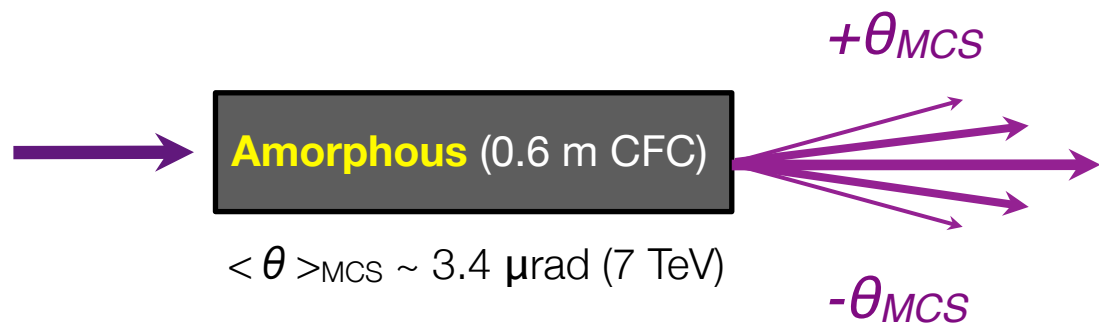 +θMCS
Amorphous (0.6 m CFC)
< θ >MCS ~ 3.4 μrad (7 TeV)
-θMCS